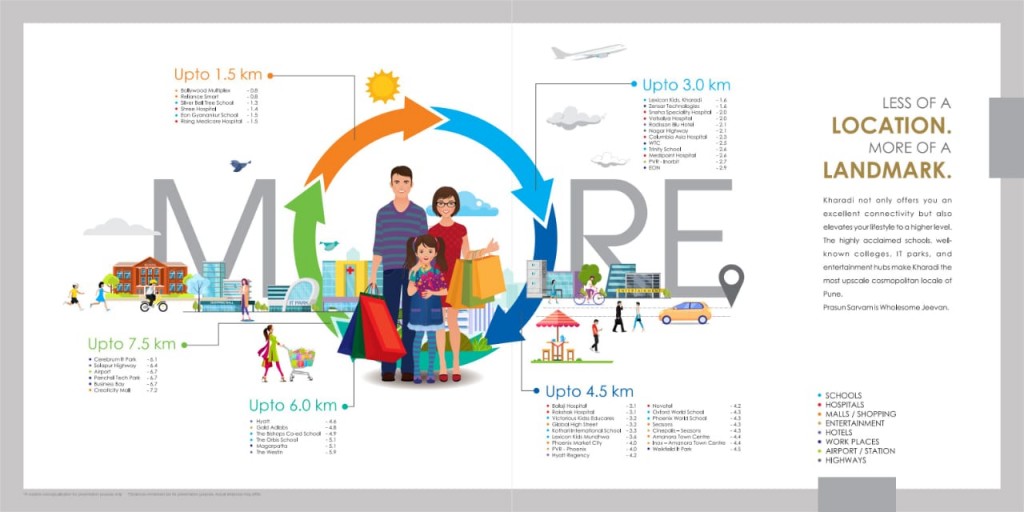 Upto 1.5 km
Bollywood Multiplex - 0.8
Reliance Smart - 0.8
Silver Ball Tree School - 1.3
Shree Hospital - 1.4
Eon Gyanankur School - 1.5
Rising Medicare Hospital - 1.5
Upto 3.0 km
Lexicon Kids, Kharadi - 1.6
Zensar Technologies - 1.6
Sneha Speciality Hospital - 2.0
Varbalva Hospital - 2.0
Radisson Blu Hotel - 2.1
Nagar Highway - 2.1
Columbia Asia Hospital - 2.5
WTC - 2.5
Trinity School - 2.6
Medipoint Hospital - 2.6
PVR - Inorbit - 2.7
EON - 2.9
LESS OF A
LOCATION.
MORE OF A
LANDMARK.
Kharadi not only offers you an
excellent connectivity but also
elevates your lifestyle to a higher level.
The highly acclaimed schools, well-
known colleges, IT parks, and
entertainment hubs make Kharadi the
most upscale cosmopolitan locale of
Pune.
Prasun Sarvam is Wholesome Jeevan.
M RE
ENTERTAINMENT
Upto 7.5 km
Cerebrum IT Park - 6.1
Solapur Highway - 6.4
Airport - 6.7
Panchsil Tech Park - 6.7
Business Bay - 6.7
Creaticity Mall - 7.2
Upto 6.0 km
Hyatt - 4.6
Gold Adlabs - 4.8
The Bishops Co-ed School - 4.9
The Orbis School - 5.1
Magarpatta - 5.1
The Westin - 5.9
Upto 4.5 km
Balaji Hospital - 3.1
Rakshak Hospital - 3.1
Victorious Kidss Educares - 3.2
Global High Street - 3.3
Kothari International School - 3.5
Lexicon Kids Mundhwa - 3.6
Phoenix Market City - 4.0
PVR - Phoenix - 4.0
Hyatt Regency - 4.2
Novotel - 4.2
Oxford World School - 4.3
Phoenix World School - 4.3
Seasons - 4.3
Cinepolis – Seasons - 4.3
Amanora Town Centre - 4.4
Inox – Amanora Town Centre - 4.4
Weikfield IT Park - 4.5
SCHOOLS
HOSPITALS
MALLS / SHOPPING
ENTERTAINMENT
HOTELS
WORK PLACES
AIRPORT / STATION
HIGHWAYS